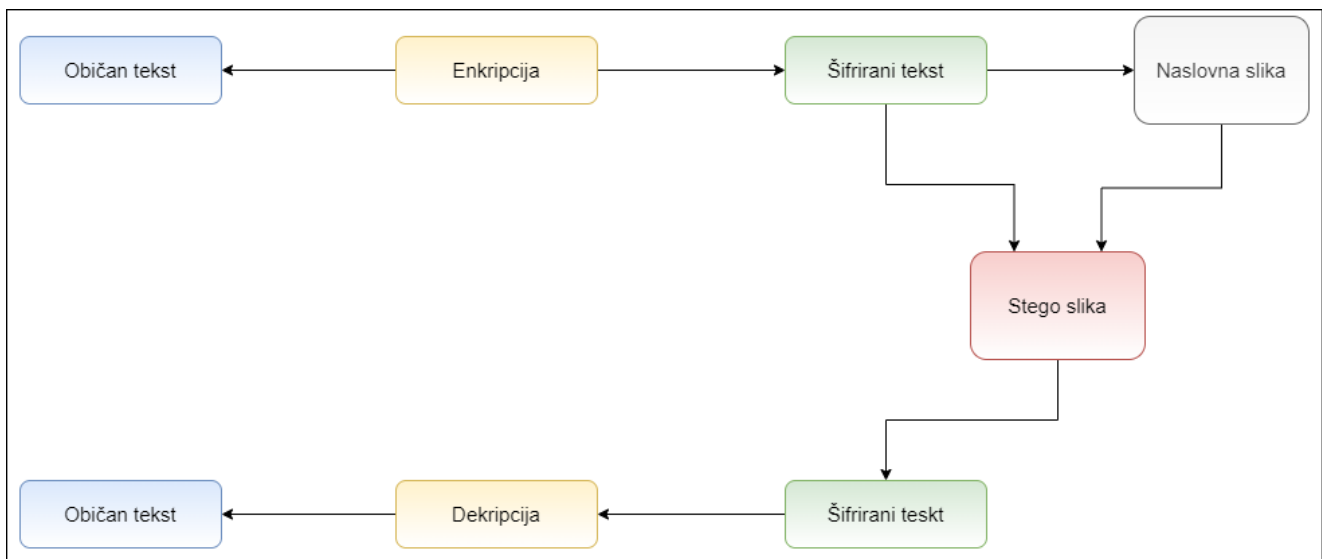 Običan tekst
Enkripcija
Šifrirani tekst
Naslovna slika
Stego slika
Običan tekst
Dekripcija
Šifrirani teskt